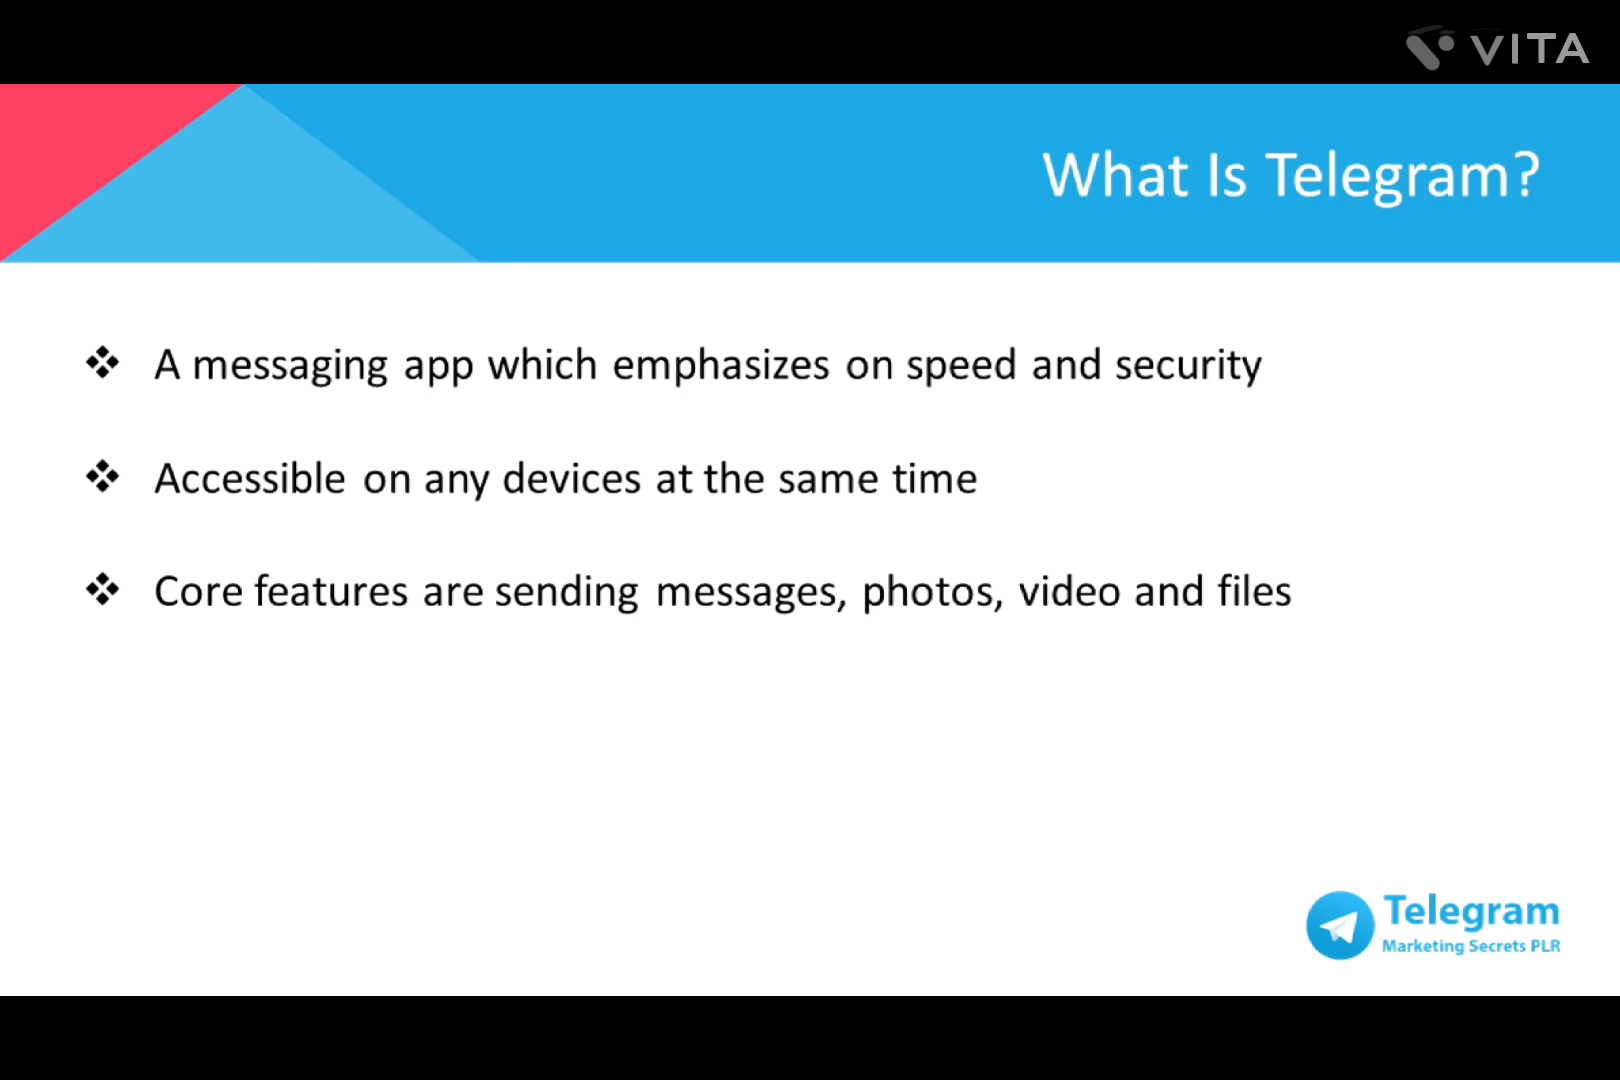 VITA
What Is Telegram?
❖ A messaging app which emphasizes on speed and security
❖ Accessible on any devices at the same time
❖ Core features are sending messages, photos, video and files
Telegram
Marketing Secrets PLR